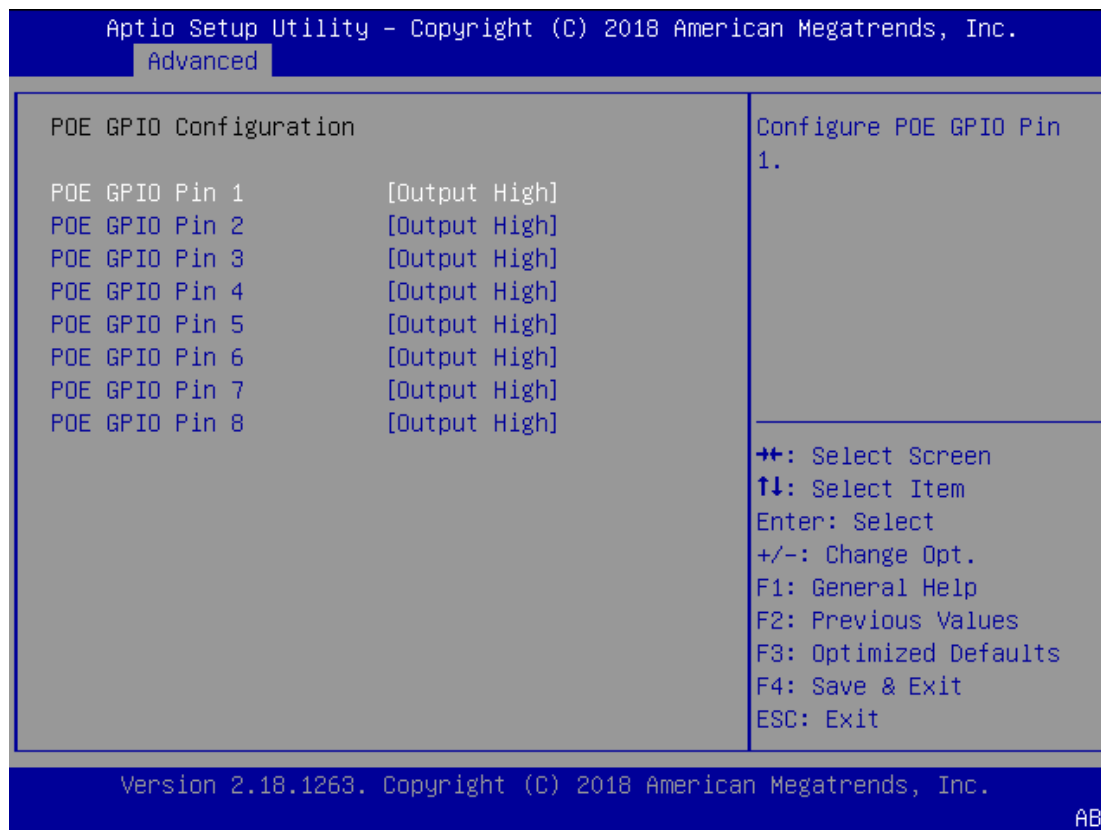 Aptio Setup Utility – Copyright (C) 2018 American Megatrends, Inc.
Advanced
POE GPIO Configuration
POE GPIO Pin 1 [Output High]
POE GPIO Pin 2 [Output High]
POE GPIO Pin 3 [Output High]
POE GPIO Pin 4 [Output High]
POE GPIO Pin 5 [Output High]
POE GPIO Pin 6 [Output High]
POE GPIO Pin 7 [Output High]
POE GPIO Pin 8 [Output High]
Configure POE GPIO Pin
1.
→←: Select Screen
↑↓: Select Item
Enter: Select
+/-: Change Opt.
F1: General Help
F2: Previous Values
F3: Optimized Defaults
F4: Save & Exit
ESC: Exit
Version 2.18.1263. Copyright (C) 2018 American Megatrends, Inc.
AB